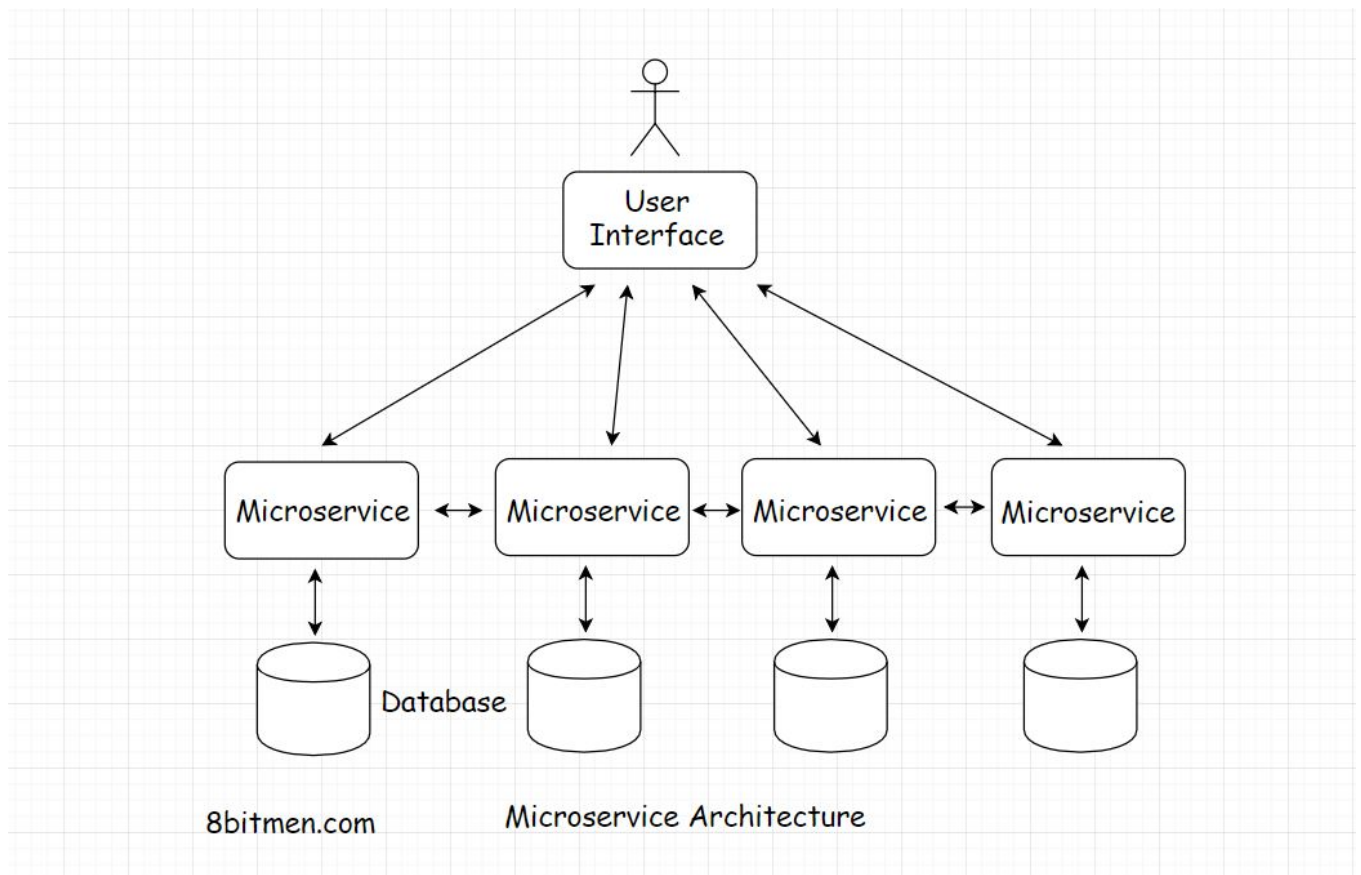 User
Interface
Microservice
Microservice
Microservice
Microservice
Database
8bitmen.com
Microservice Architecture